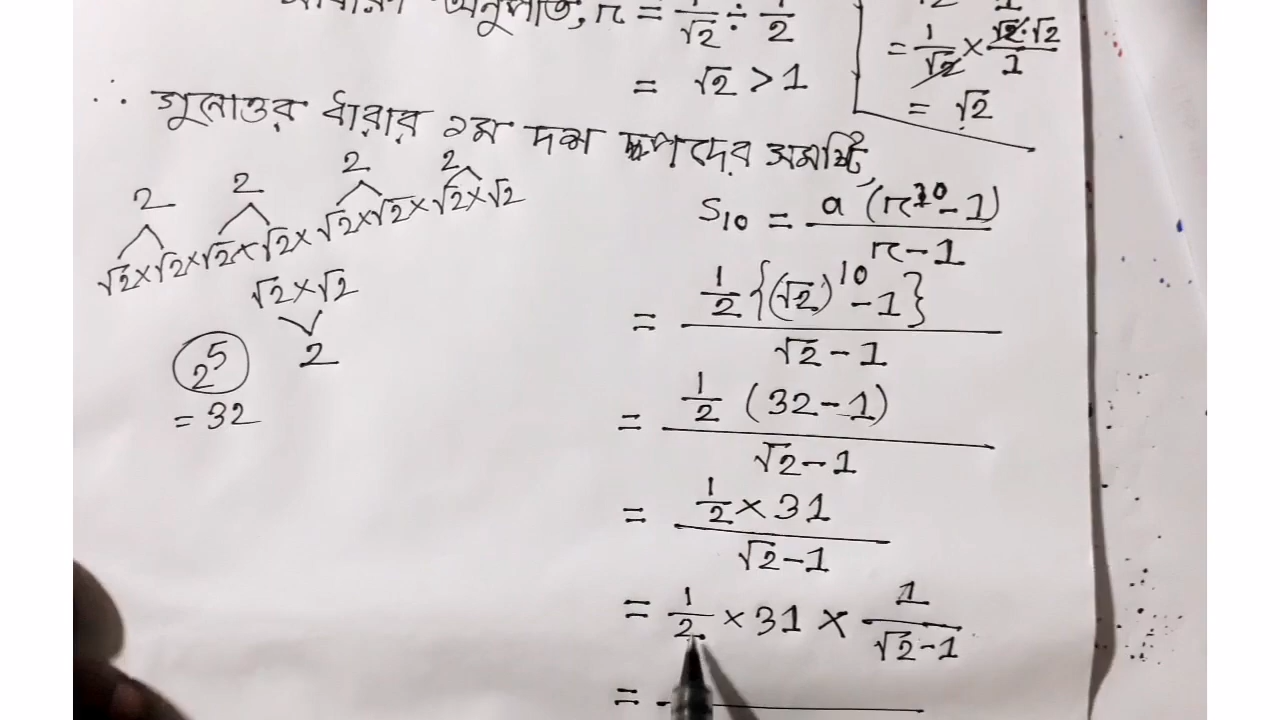 অনুপাত, r = 1/√2 ÷ 1/2
= √2 > 1
= 1/√2 × √2·√2/1
= √2
∴ গুনোত্তর ধারার ১ম দশ পদের সমষ্টি,
S10 = a (r^10 - 1) / r - 1
= 1/2 {(√2)^10 - 1} / √2 - 1
= 1/2 (32 - 1) / √2 - 1
= 1/2 × 31 / √2 - 1
= 1/2 × 31 × 1/√2 - 1
=
2 2 2 2
√2×√2×√2×√2×√2×√2×√2×√2
√2×√2
2
2^5
= 32